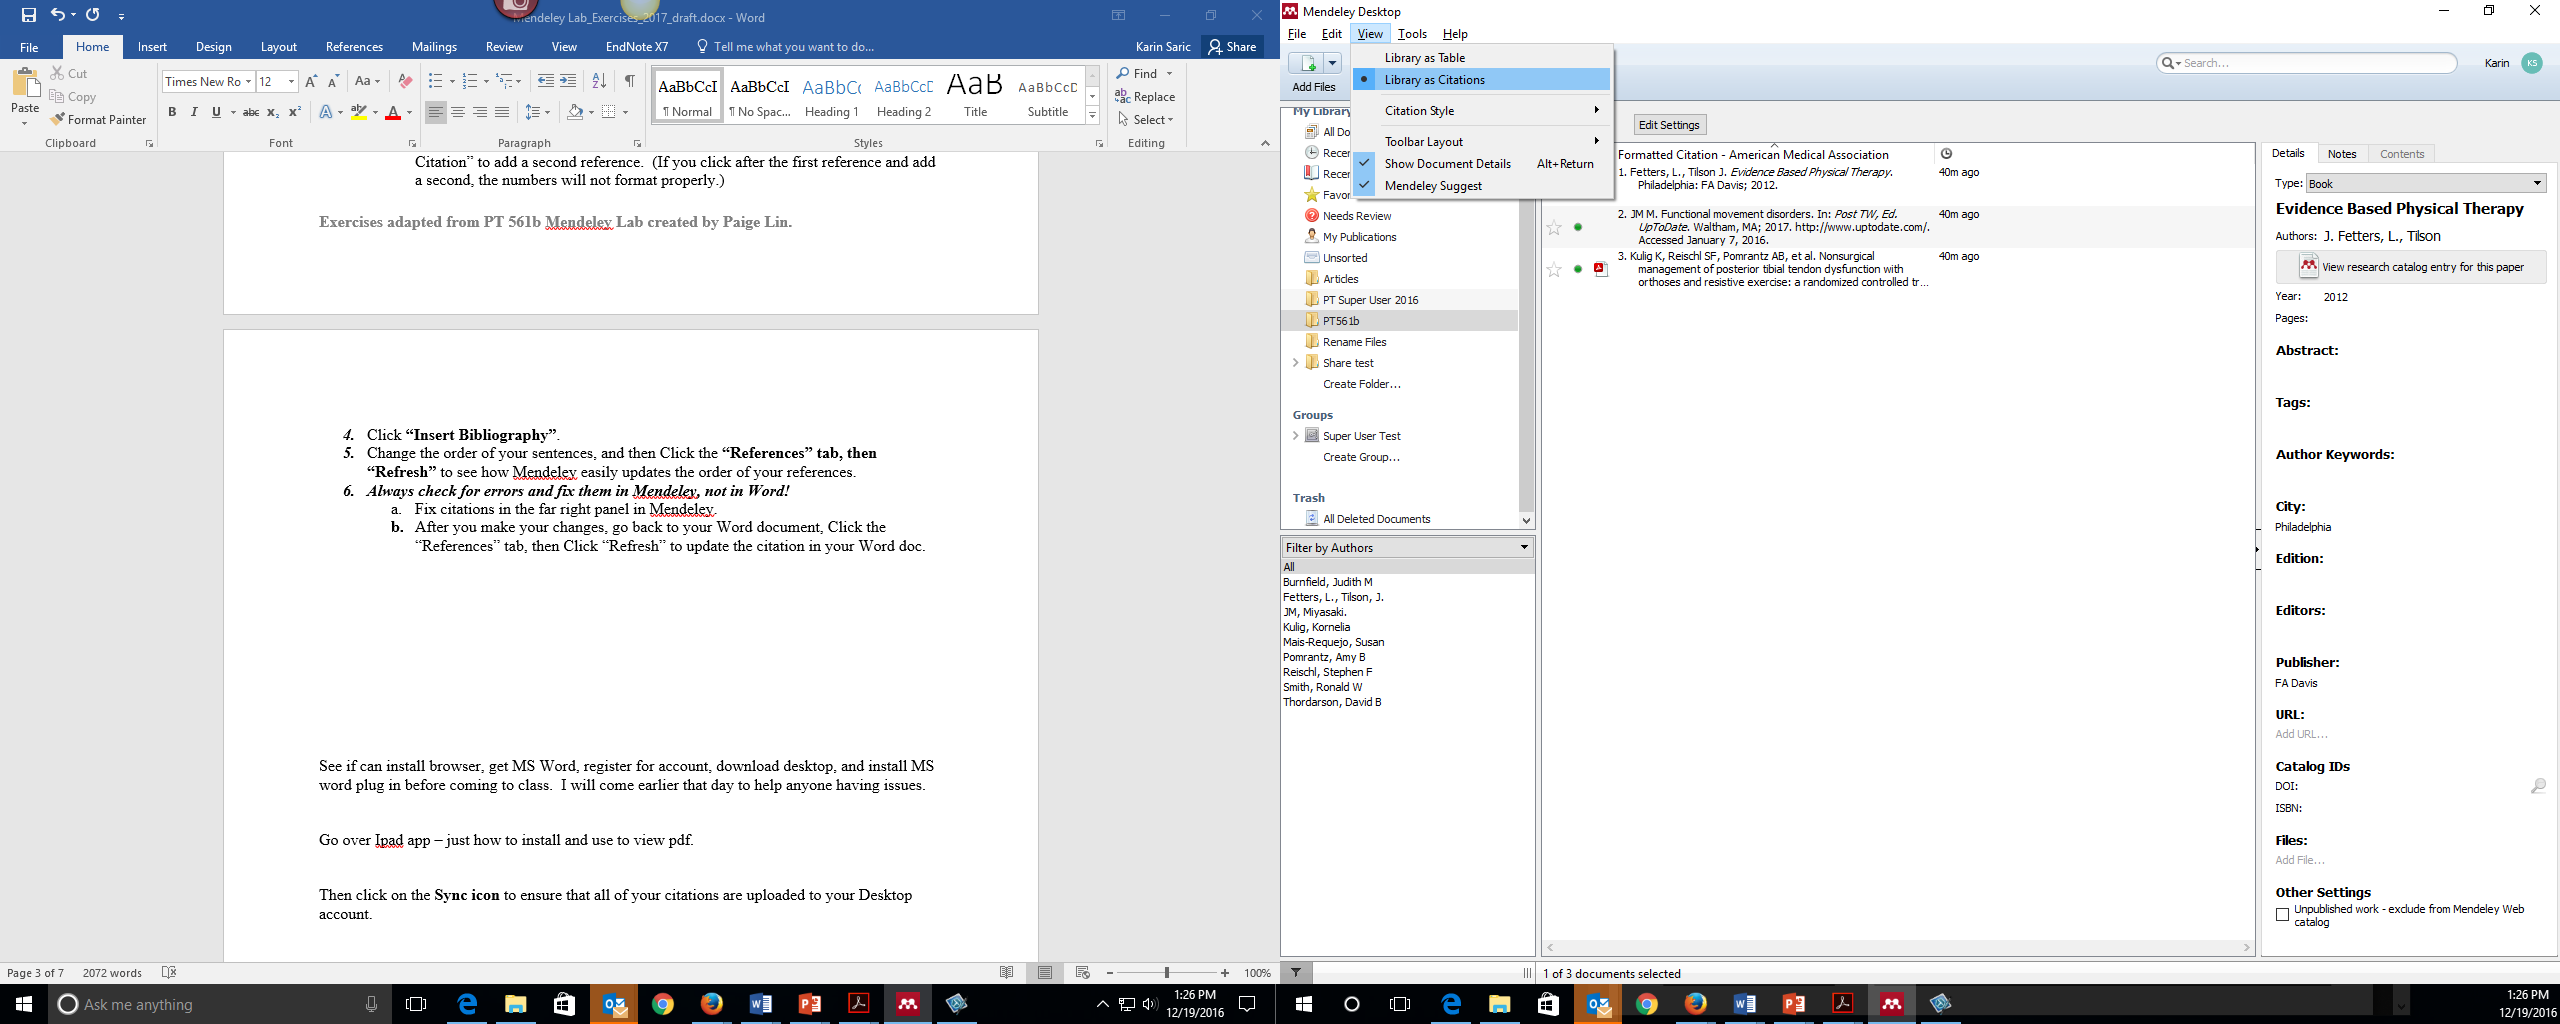 Mendeley Lab_Exercises_2017_draft.docx - Word
File Home Insert Design Layout References Mailings Review View EndNote X7 Tell me what you want to do... Karin Saric Share
Paste
Cut
Copy
Format Painter
Clipboard
Times New Ro 12
Font
Paragraph
AaBbCcI AaBbCcI AaBbCc AaBbCcD AaB AaBbCcD
¶ Normal ¶ No Spac... Heading 1 Heading 2 Title Subtitle
Styles
Find
Replace
Select
Editing
Citation” to add a second reference.  (If you click after the first reference and add
a second, the numbers will not format properly.)
Exercises adapted from PT 561b Mendeley Lab created by Paige Lin.
4. Click “Insert Bibliography”.
5. Change the order of your sentences, and then Click the “References” tab, then
“Refresh” to see how Mendeley easily updates the order of your references.
6. Always check for errors and fix them in Mendeley, not in Word!
a. Fix citations in the far right panel in Mendeley.
b. After you make your changes, go back to your Word document, Click the
“References” tab, then Click “Refresh” to update the citation in your Word doc.
See if can install browser, get MS Word, register for account, download desktop, and install MS
word plug in before coming to class.  I will come earlier that day to help anyone having issues.
Go over Ipad app – just how to install and use to view pdf.
Then click on the Sync icon to ensure that all of your citations are uploaded to your Desktop
account.
Page 3 of 7 2072 words 100%
Ask me anything
1:26 PM
12/19/2016
Mendeley Desktop
File Edit View Tools Help
Add Files
Library as Table
Library as Citations
Citation Style
Toolbar Layout
Show Document Details Alt+Return
Mendeley Suggest
Search...
Karin KS
Edit Settings
My Library
All Do
Recen
Recen
Favor
Needs Review
My Publications
Unsorted
Articles
PT Super User 2016
PT561b
Rename Files
Share test
Create Folder...
Groups
Super User Test
Create Group...
Trash
All Deleted Documents
Filter by Authors
All
Burnfield, Judith M
Fetters, L., Tilson, J.
JM, Miyasaki.
Kulig, Kornelia
Mais-Requejo, Susan
Pomrantz, Amy B
Reischl, Stephen F
Smith, Ronald W
Thordarson, David B
Formatted Citation - American Medical Association
1. Fetters, L., Tilson J. Evidence Based Physical Therapy. 40m ago
Philadelphia: FA Davis; 2012.
2. JM M. Functional movement disorders. In: Post TW, Ed. 40m ago
UpToDate. Waltham, MA; 2017. http://www.uptodate.com/.
Accessed January 7, 2016.
3. Kulig K, Reischl SF, Pomrantz AB, et al. Nonsurgical 40m ago
management of posterior tibial tendon dysfunction with
orthoses and resistive exercise: a randomized controlled tr...
1 of 3 documents selected
Details Notes Contents
Type: Book
Evidence Based Physical Therapy
Authors: J. Fetters, L., Tilson
View research catalog entry for this paper
Year: 2012
Pages:
Abstract:
Tags:
Author Keywords:
City:
Philadelphia
Edition:
Editors:
Publisher:
FA Davis
URL:
Add URL...
Catalog IDs
DOI:
ISBN:
Files:
Add File...
Other Settings
Unpublished work - exclude from Mendeley Web
catalog
1:26 PM
12/19/2016